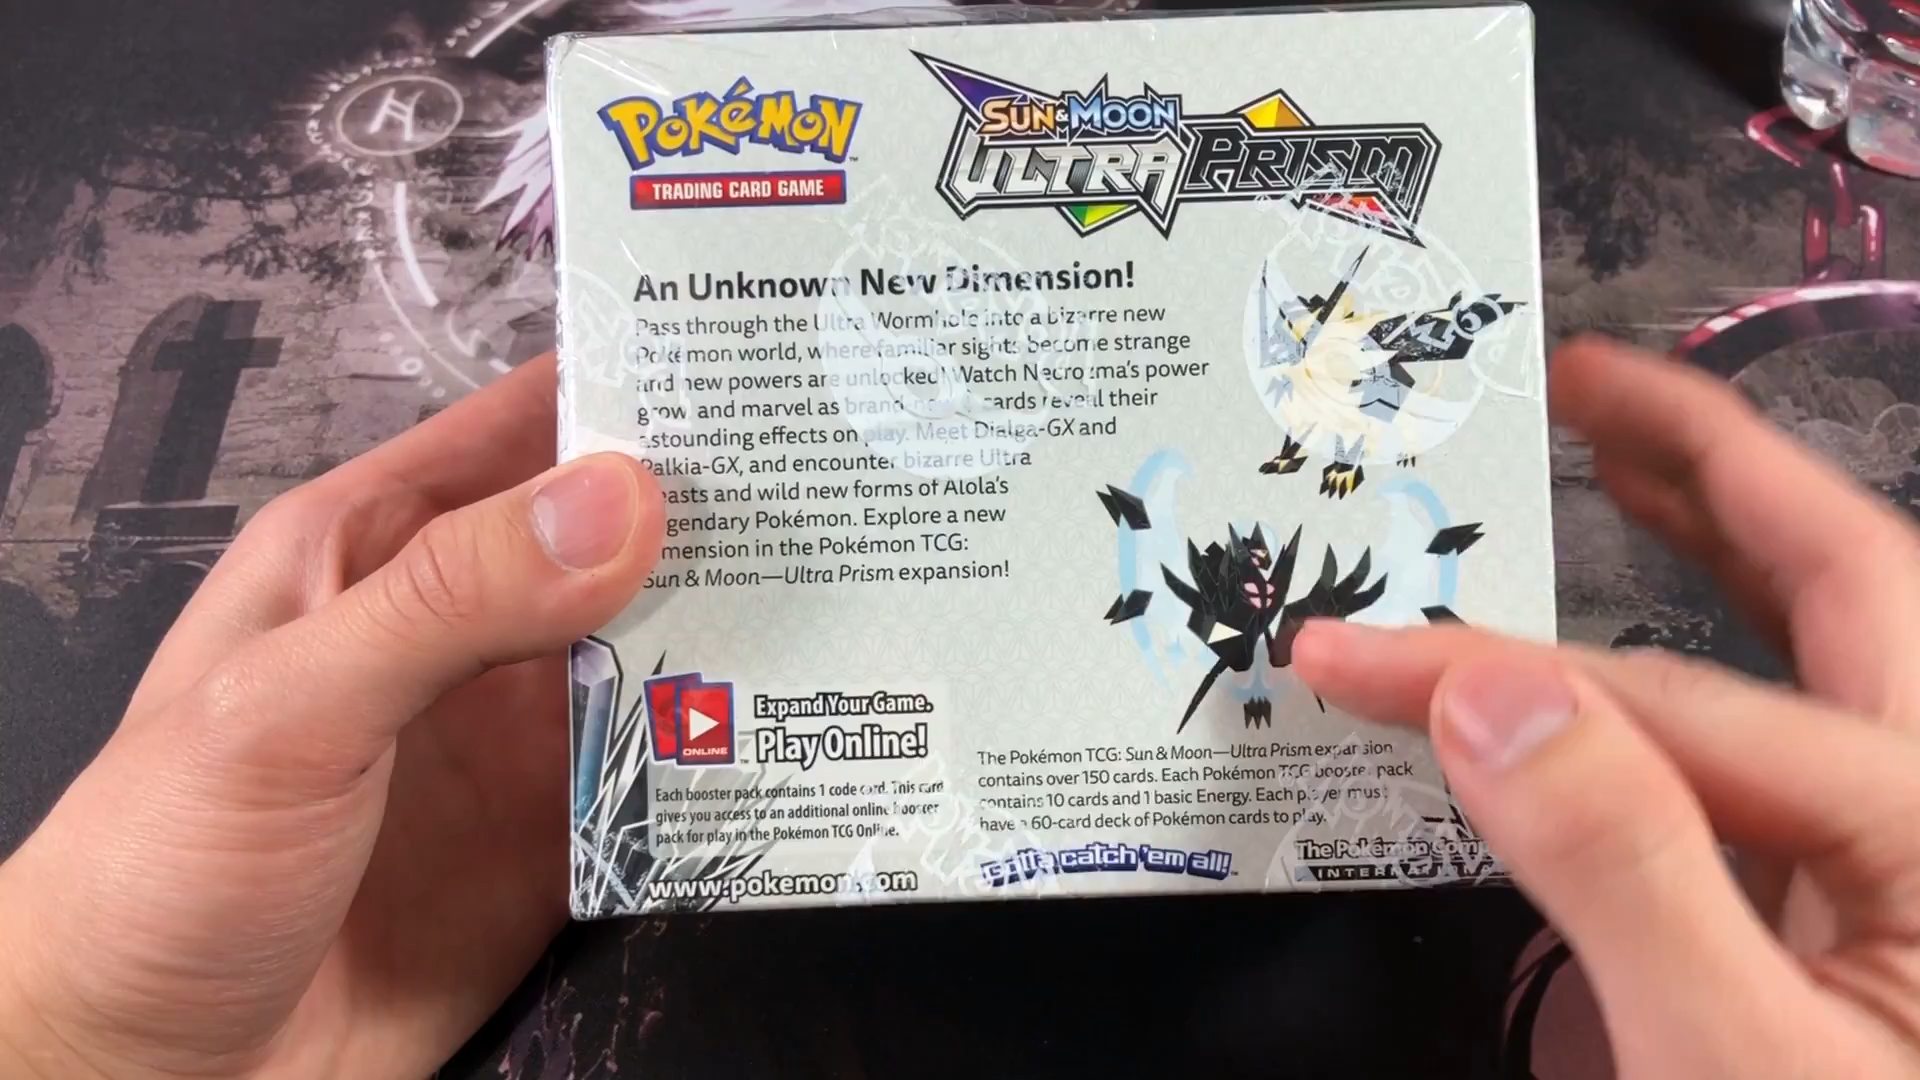 Pokémon
TRADING CARD GAME
SUN & MOON
ULTRA PRISM
An Unknown New Dimension!
Pass through the Ultra Wormhole into a bizarre new
Pokémon world, where familiar sights become strange
and new powers are unlocked! Watch Necrozma's power
grow, and marvel as brand-new cards reveal their
astounding effects on play. Meet Dialga-GX and
Palkia-GX, and encounter bizarre Ultra
easts and wild new forms of Alola's
gendary Pokémon. Explore a new
mension in the Pokémon TCG:
Sun & Moon—Ultra Prism expansion!
ONLINE
Expand Your Game.
Play Online!
Each booster pack contains 1 code card. This card
gives you access to an additional online booster
pack for play in the Pokémon TCG Online.
www.pokemon.com
The Pokémon TCG: Sun & Moon—Ultra Prism expansion
contains over 150 cards. Each Pokémon TCG booster pack
contains 10 cards and 1 basic Energy. Each player must
have a 60-card deck of Pokémon cards to play.
Gotta catch 'em all!
The Pokémon Comp
INTERNATIONAL